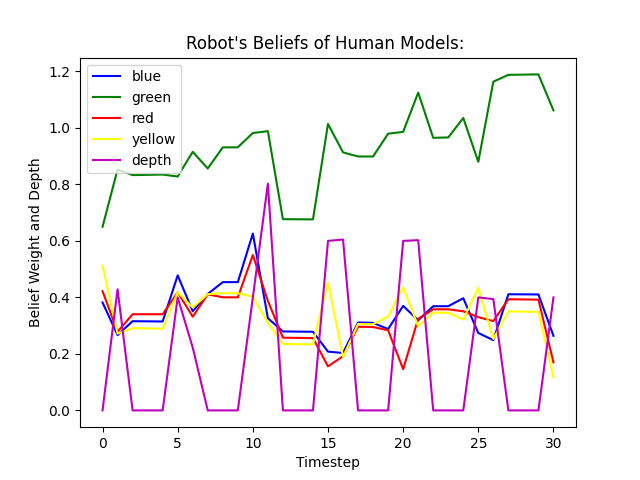 Robot's Beliefs of Human Models:
blue
green
red
yellow
depth
Belief Weight and Depth
1.2
1.0
0.8
0.6
0.4
0.2
0.0
0 5 10 15 20 25 30
Timestep